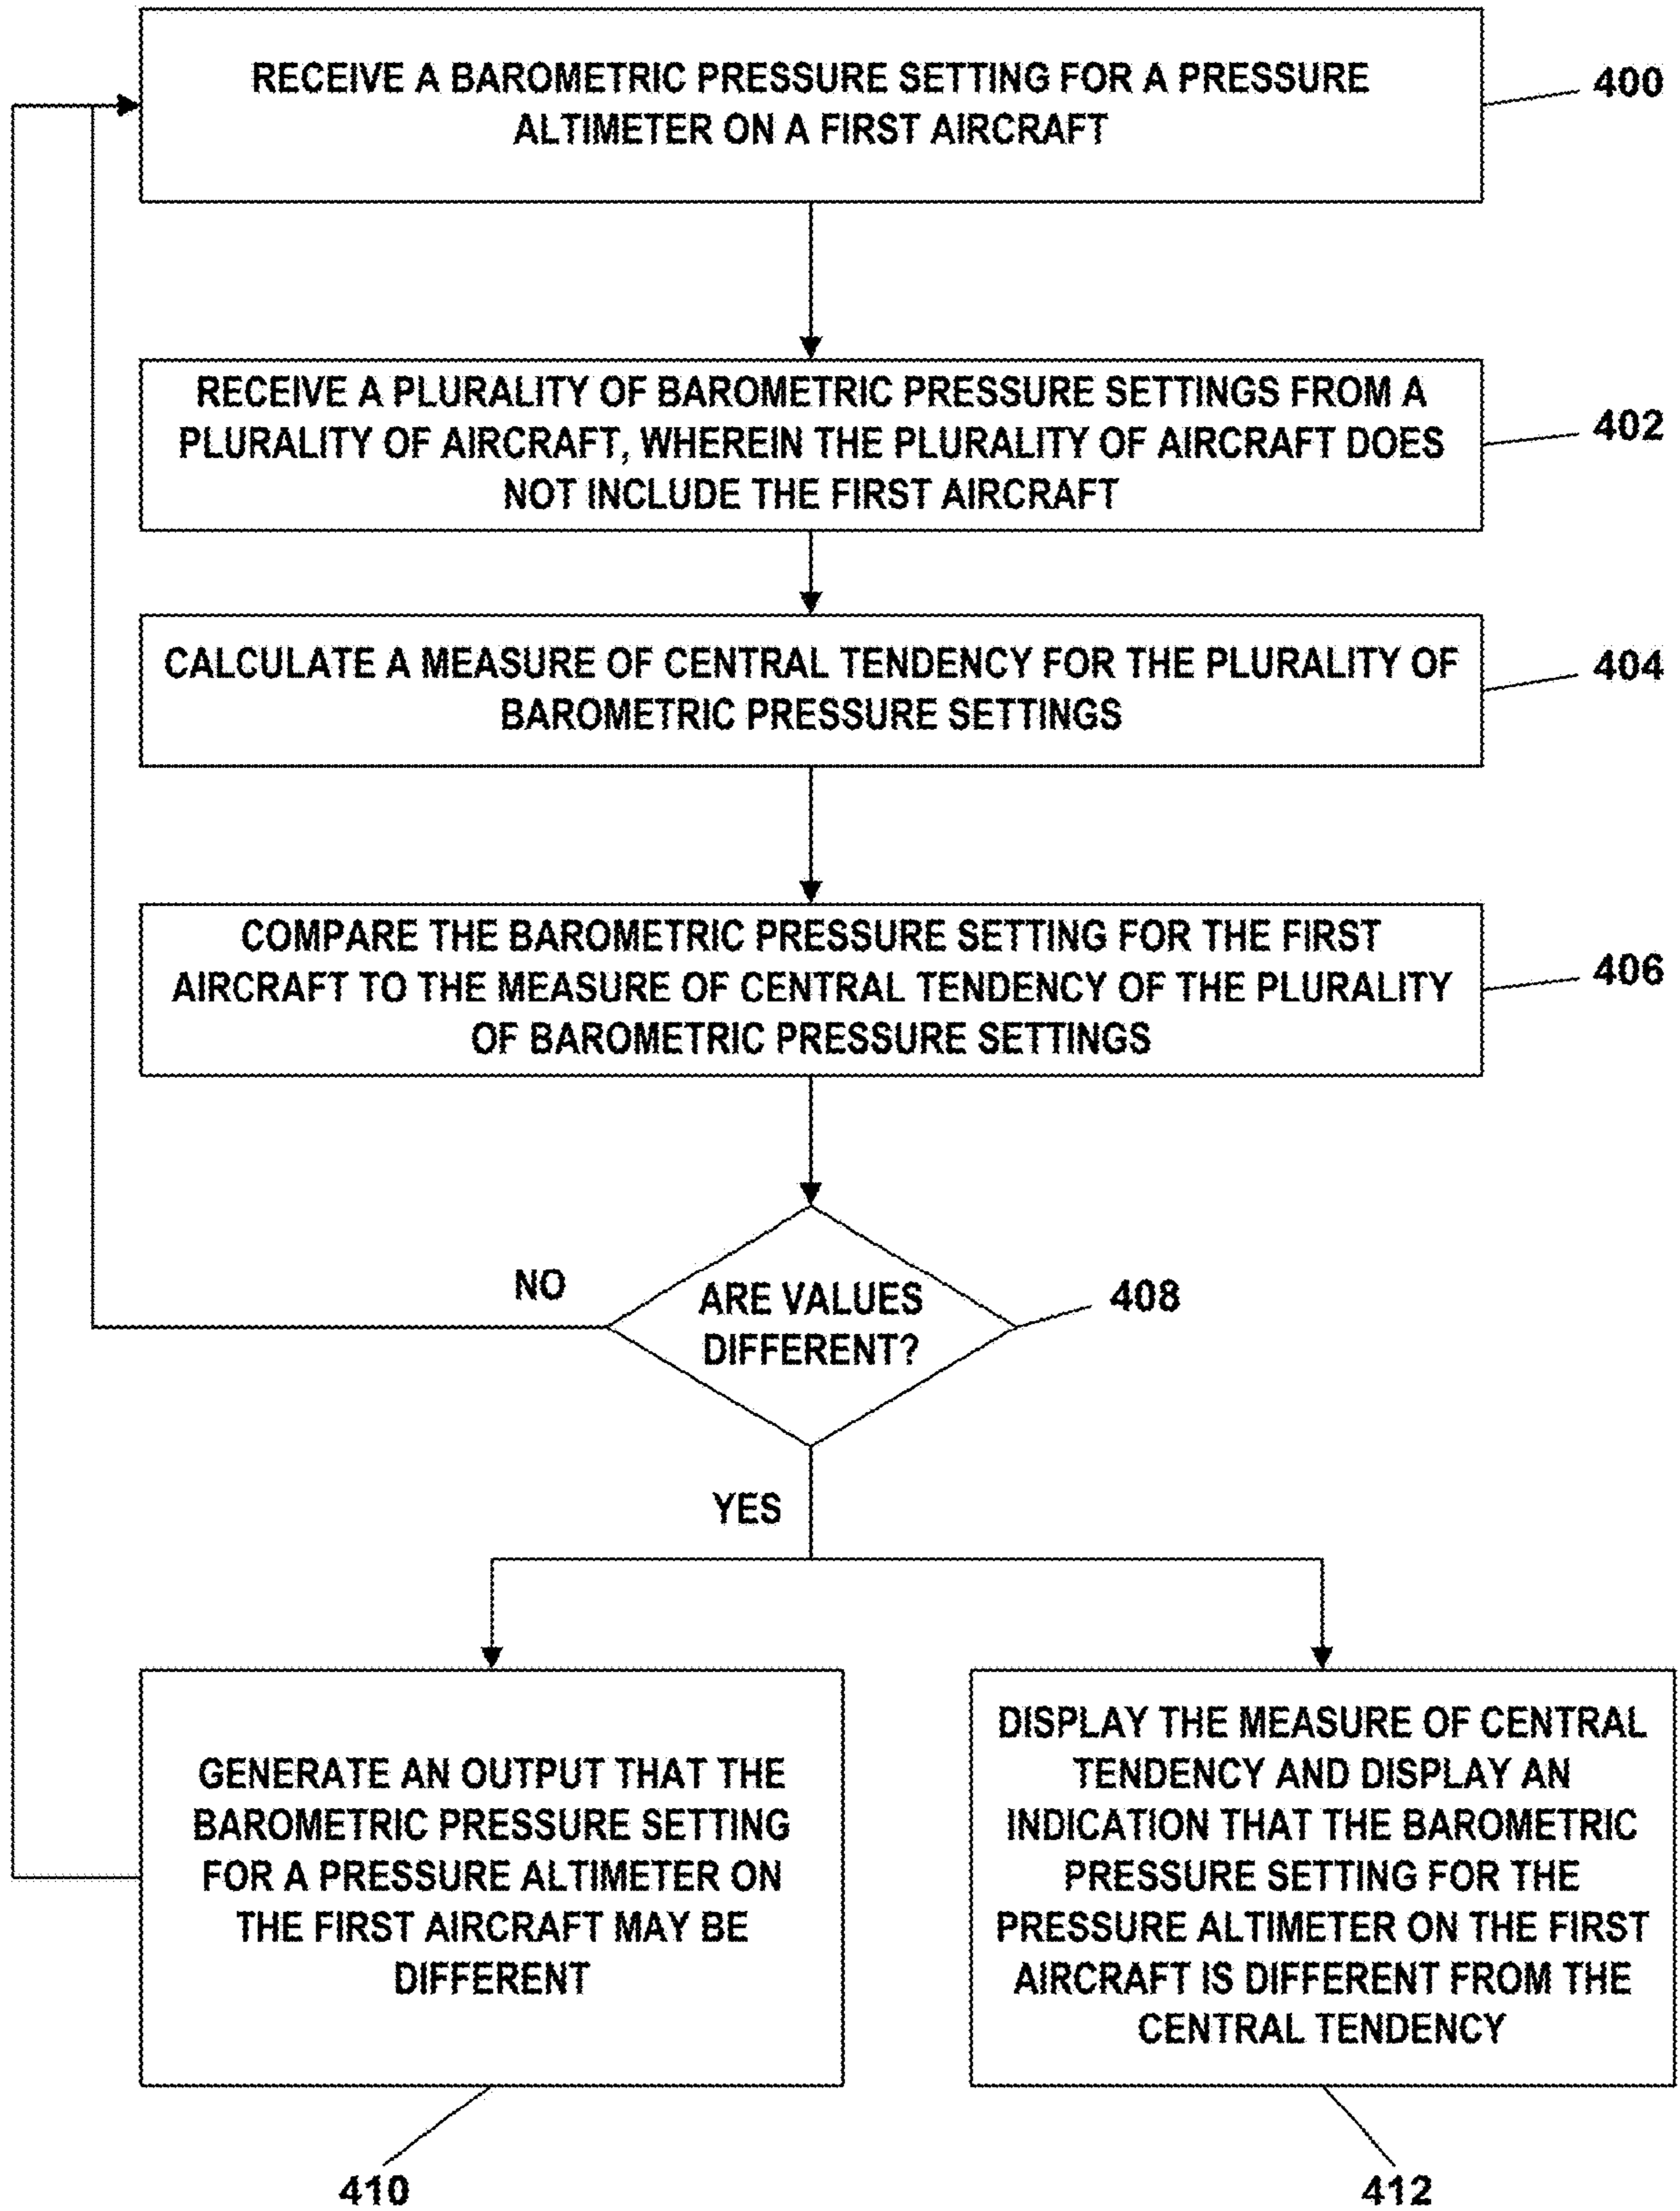 RECEIVE A BAROMETRIC PRESSURE SETTING FOR A PRESSURE
ALTIMETER ON A FIRST AIRCRAFT
400
RECEIVE A PLURALITY OF BAROMETRIC PRESSURE SETTINGS FROM A
PLURALITY OF AIRCRAFT, WHEREIN THE PLURALITY OF AIRCRAFT DOES
NOT INCLUDE THE FIRST AIRCRAFT
402
CALCULATE A MEASURE OF CENTRAL TENDENCY FOR THE PLURALITY OF
BAROMETRIC PRESSURE SETTINGS
404
COMPARE THE BAROMETRIC PRESSURE SETTING FOR THE FIRST
AIRCRAFT TO THE MEASURE OF CENTRAL TENDENCY OF THE PLURALITY
OF BAROMETRIC PRESSURE SETTINGS
406
NO
ARE VALUES
DIFFERENT?
408
YES
GENERATE AN OUTPUT THAT THE
BAROMETRIC PRESSURE SETTING
FOR A PRESSURE ALTIMETER ON
THE FIRST AIRCRAFT MAY BE
DIFFERENT
410
DISPLAY THE MEASURE OF CENTRAL
TENDENCY AND DISPLAY AN
INDICATION THAT THE BAROMETRIC
PRESSURE SETTING FOR THE
PRESSURE ALTIMETER ON THE FIRST
AIRCRAFT IS DIFFERENT FROM THE
CENTRAL TENDENCY
412